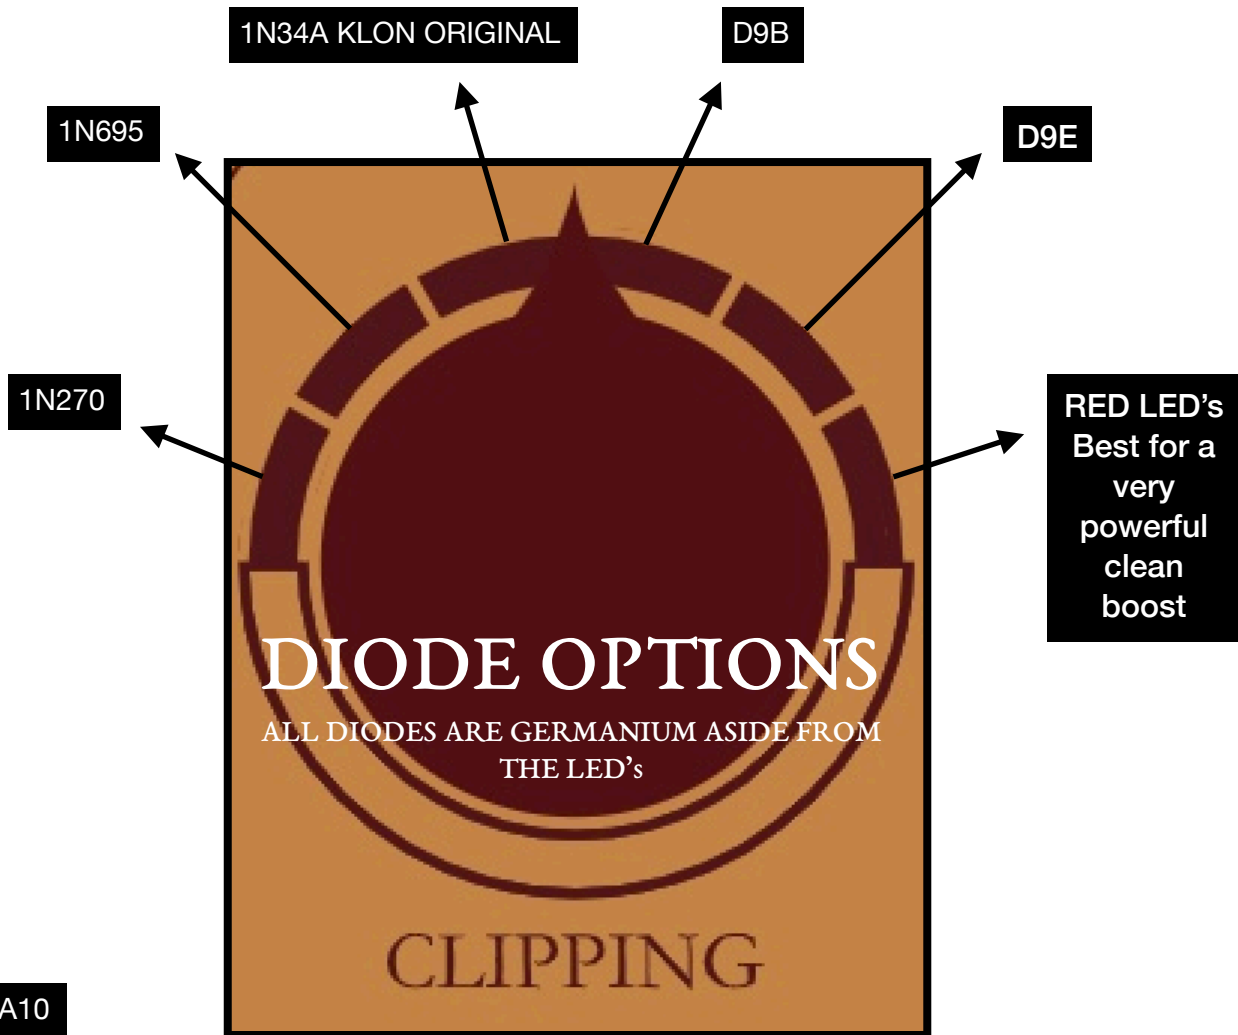 1N34A KLON ORIGINAL
D9B
1N695
D9E
1N270
RED LED’s
Best for a
very
powerful
clean
boost
DIODE OPTIONS
ALL DIODES ARE GERMANIUM ASIDE FROM
THE LED’s
CLIPPING
A10